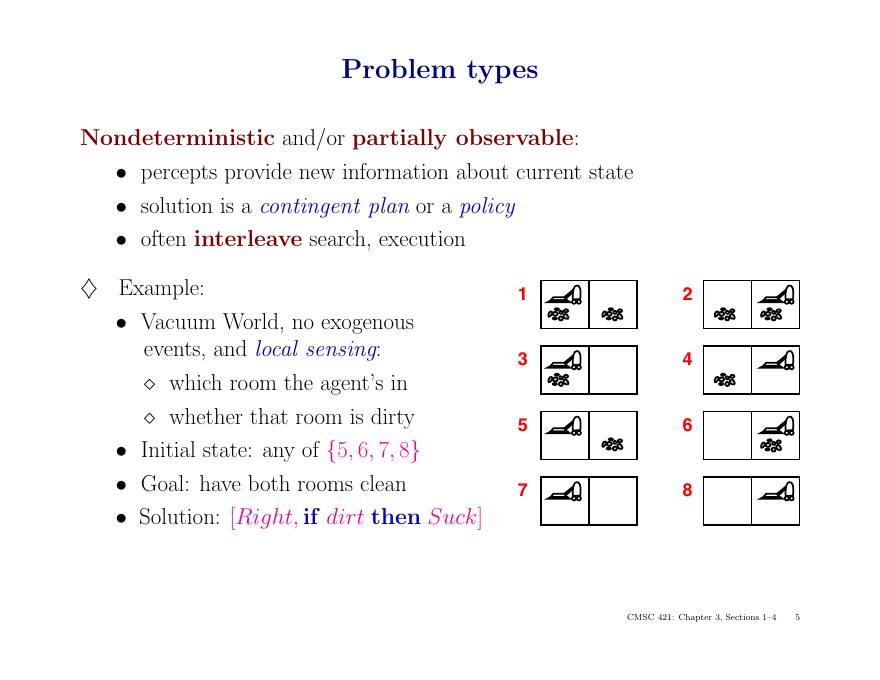 Problem types
Nondeterministic and/or partially observable:
• percepts provide new information about current state
• solution is a contingent plan or a policy
• often interleave search, execution
♢ Example:
• Vacuum World, no exogenous
events, and local sensing:
⋄ which room the agent's in
⋄ whether that room is dirty
• Initial state: any of {5, 6, 7, 8}
• Goal: have both rooms clean
• Solution: [Right, if dirt then Suck]
1 2
3 4
5 6
7 8
CMSC 421: Chapter 3, Sections 1–4 5